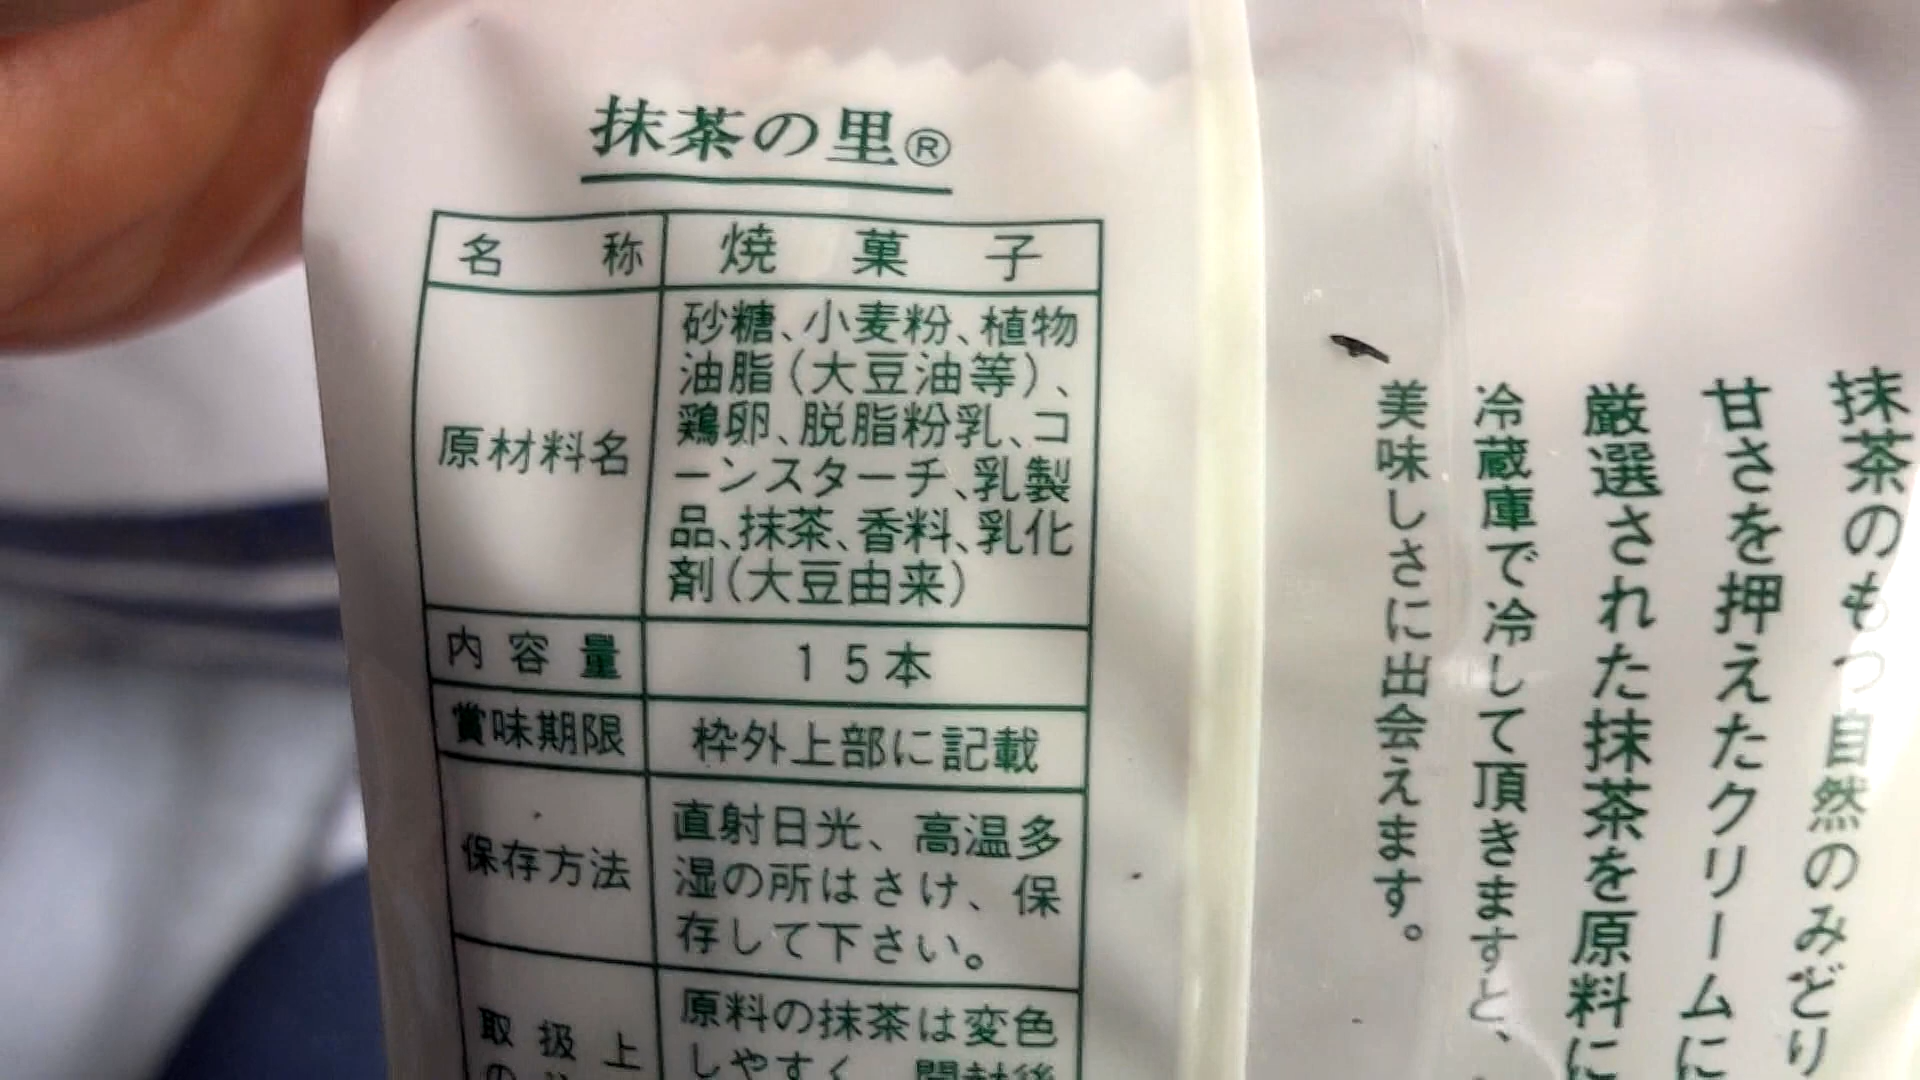 抹茶の里®
名称 焼菓子
原材料名
砂糖、小麦粉、植物
油脂(大豆油等)、
鶏卵、脱脂粉乳、コ
ーンスターチ、乳製
品、抹茶、香料、乳化
剤(大豆由来)
内容量 15本
賞味期限 枠外上部に記載
保存方法
直射日光、高温多
湿の所はさけ、保
存して下さい。
取扱上
原料の抹茶は変色
しやすく、開封後
抹茶のもつ自然のみどり
甘さを押えたクリームに
厳選された抹茶を原料に
冷蔵庫で冷して頂きますと、
美味しさに出会えます。